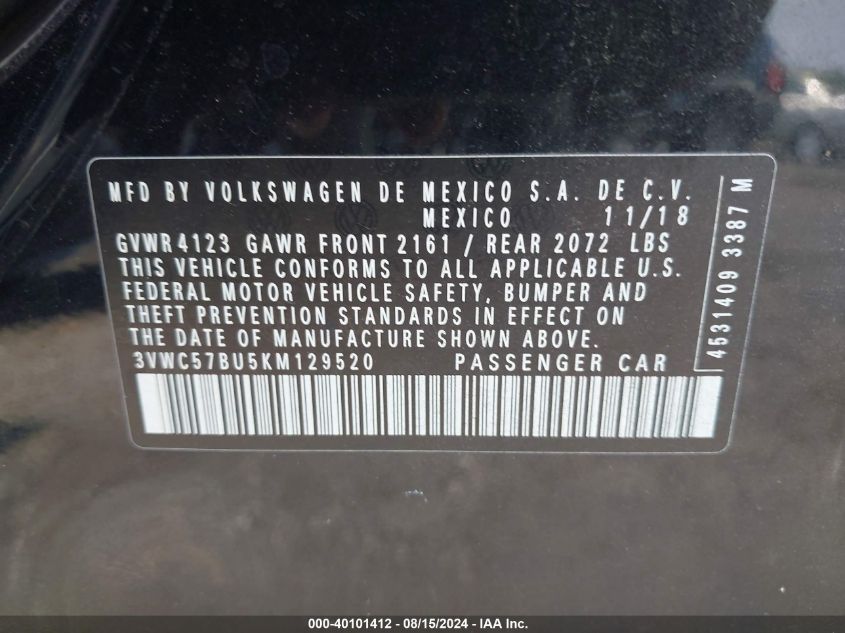 MFD BY VOLKSWAGEN DE MEXICO S.A. DE C.V.
MEXICO 11/18
GVWR 4123 GAWR FRONT 2161 / REAR 2072 LBS
THIS VEHICLE CONFORMS TO ALL APPLICABLE U.S.
FEDERAL MOTOR VEHICLE SAFETY, BUMPER AND
THEFT PREVENTION STANDARDS IN EFFECT ON
THE DATE OF MANUFACTURE SHOWN ABOVE.
3VWC57BU5KM129520 PASSENGER CAR
4531409 3387 M
000-40101412 - 08/15/2024 - IAA Inc.